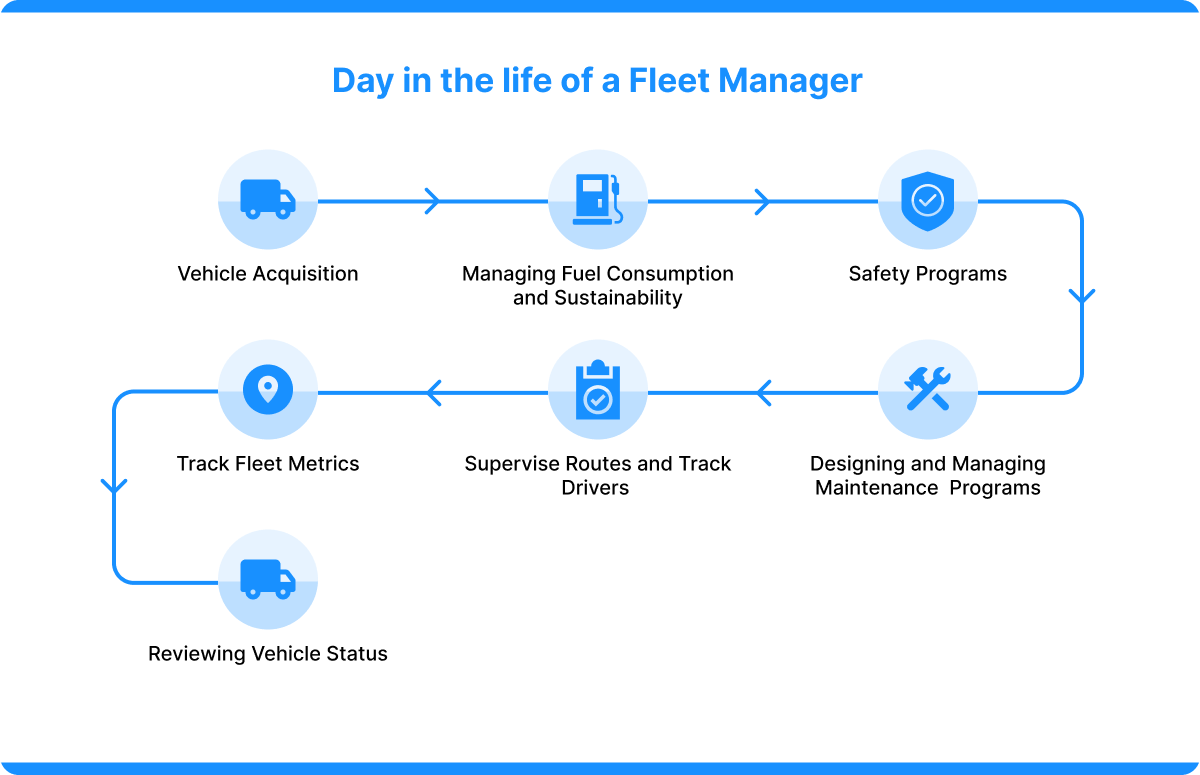 Day in the life of a Fleet Manager
Vehicle Acquisition
Managing Fuel Consumption
and Sustainability
Safety Programs
Track Fleet Metrics
Supervise Routes and Track
Drivers
Designing and Managing
Maintenance  Programs
Reviewing Vehicle Status